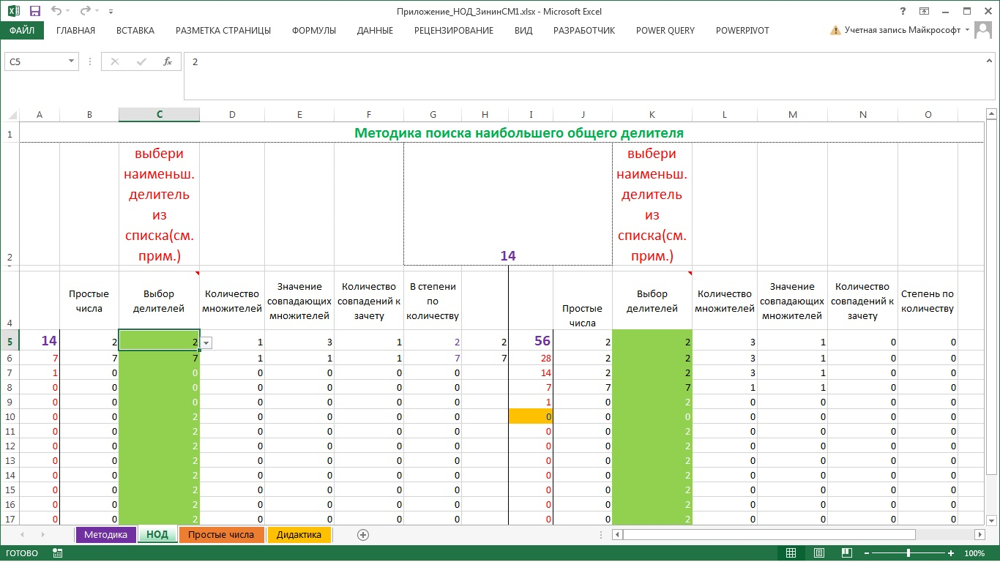 Приложение_НОД_ЗининСМ1.xlsx - Microsoft Excel
ФАЙЛ ГЛАВНАЯ ВСТАВКА РАЗМЕТКА СТРАНИЦЫ ФОРМУЛЫ ДАННЫЕ РЕЦЕНЗИРОВАНИЕ ВИД РАЗРАБОТЧИК POWER QUERY POWERPIVOT Учетная запись Майкрософт
C5 fx 2
A B C D E F G H I J K L M N O
1 Методика поиска наибольшего общего делителя
выбери
наименьш.
делитель
из
списка(см.
прим.)
2 14
выбери
наименьш.
делитель
из
списка(см.
прим.)
4
Простые
числа
Выбор
делителей
Количество
множителей
Значение
совпадающих
множителей
Количество
совпадений к
зачету
В степени
по
количеству
Простые
числа
Выбор
делителей
Количество
множителей
Значение
совпадающих
множителей
Количество
совпадений к
зачету
Степень по
количеству
5 14 2 2 1 3 1 2 2 56 2 2 3 1 0 0
6 7 7 7 1 1 1 7 7 28 2 2 3 1 0 0
7 1 0 0 0 0 0 0 14 2 2 3 1 0 0
8 0 0 0 0 0 0 0 7 7 7 1 1 0 0
9 0 0 0 0 0 0 0 1 0 2 0 0 0 0
10 0 0 2 0 0 0 0 0 0 0 0 0 0 0
11 0 0 2 0 0 0 0 0 0 2 0 0 0 0
12 0 0 2 0 0 0 0 0 0 2 0 0 0 0
13 0 0 2 0 0 0 0 0 0 2 0 0 0 0
14 0 0 2 0 0 0 0 0 0 2 0 0 0 0
15 0 0 2 0 0 0 0 0 0 2 0 0 0 0
16 0 0 2 0 0 0 0 0 0 2 0 0 0 0
17 0 0 2 0 0 0 0 0 0 2 0 0 0 0
Методика НОД Простые числа Дидактика
ГОТОВО 100%